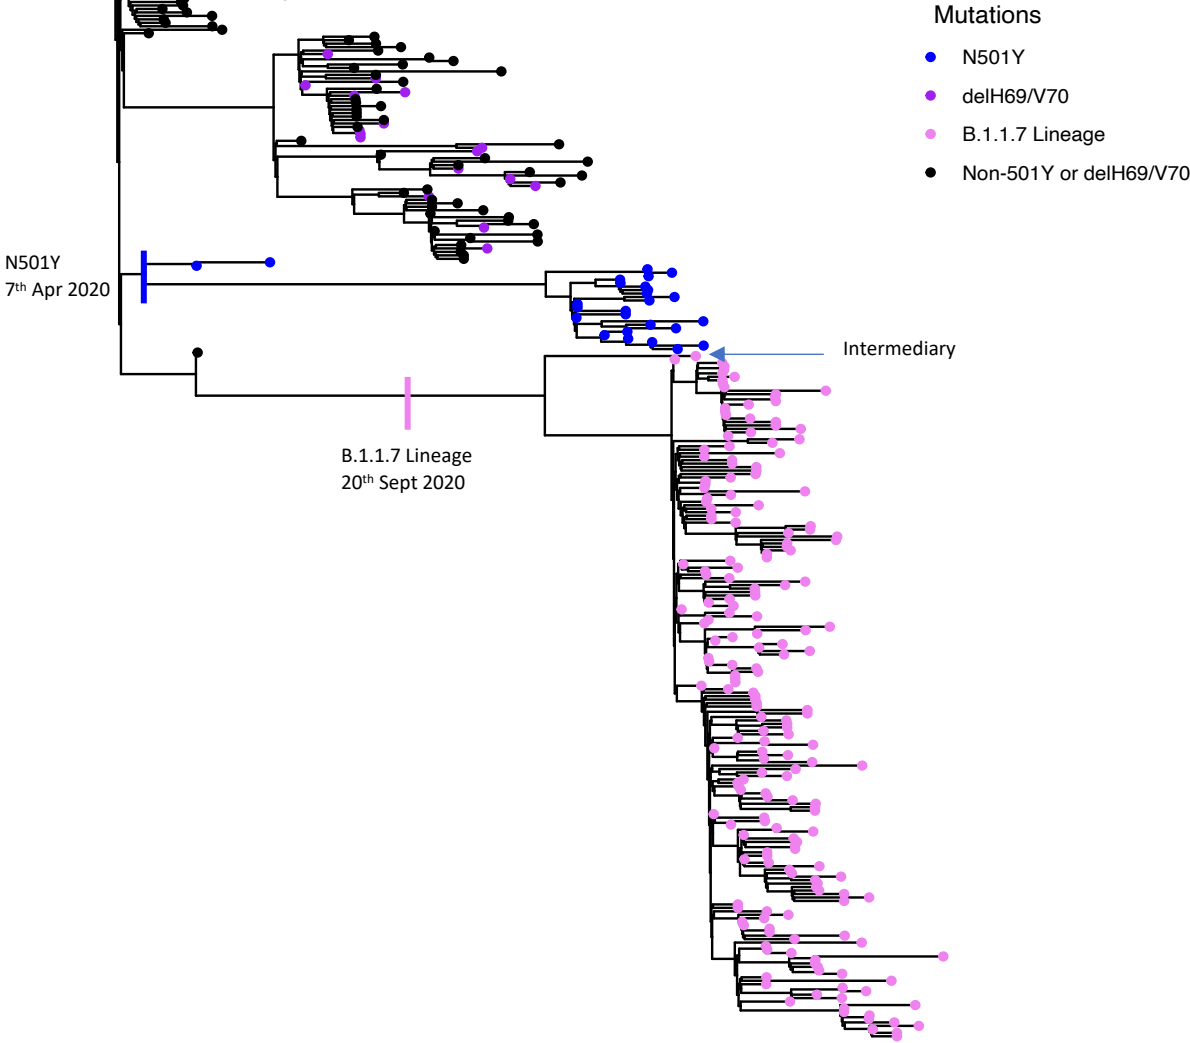 Mutations
N501Y
delH69/V70
B.1.1.7 Lineage
Non-501Y or delH69/V70
N501Y
7th Apr 2020
Intermediary
B.1.1.7 Lineage
20th Sept 2020